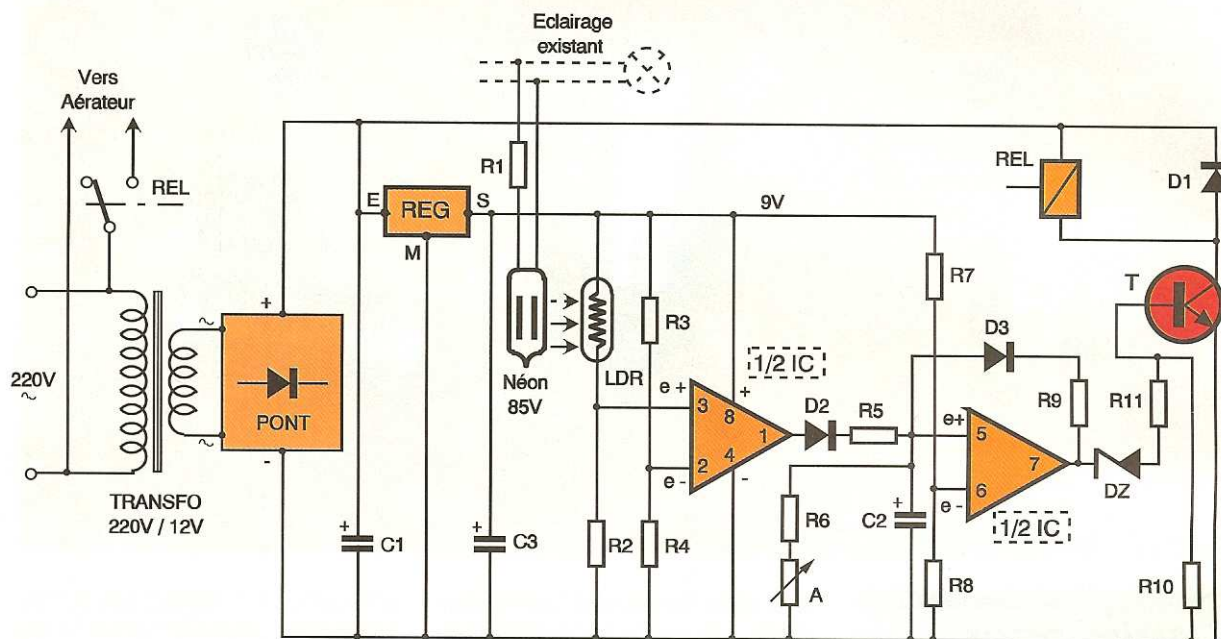 Eclairage
existant
Vers
Aérateur
REL
R1
E
REG
S
M
9V
REL
D1
R7
T
R3
LDR
Néon
85V
220V
~
~
~
+
-
PONT
TRANSFO
220V / 12V
1/2 IC
e+
3
8
+
1
2
e -
4
-
D2
R5
D3
R9
R11
e+
5
6
e -
7
DZ
1/2 IC
+
C1
+
C3
R2
R4
R6
A
+
C2
R8
R10